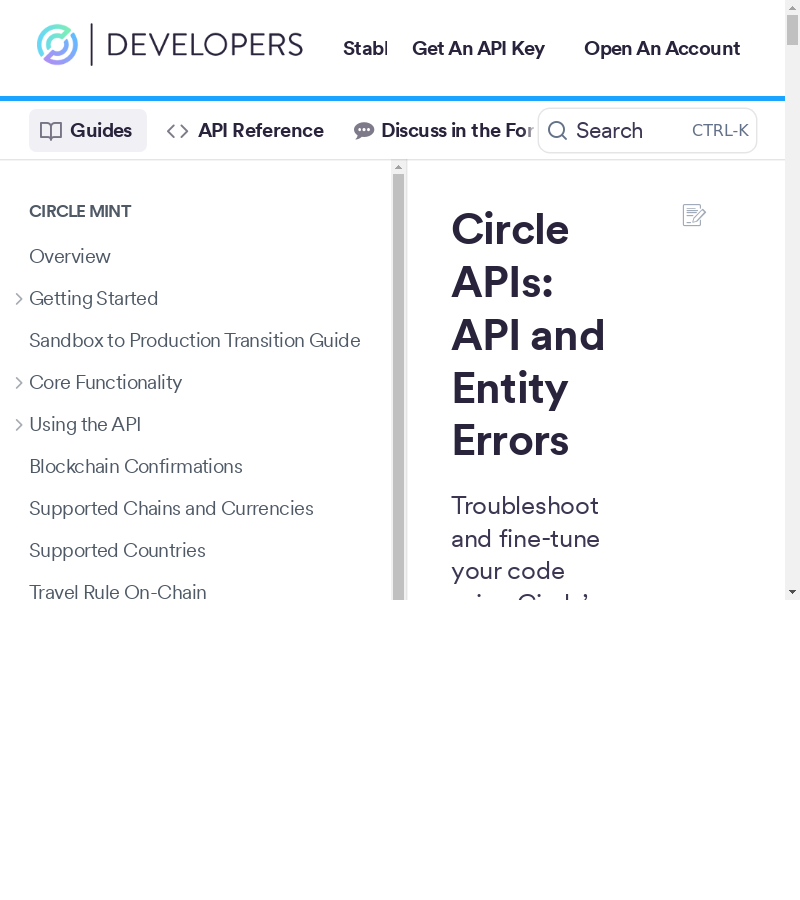 DEVELOPERS
Stabl
Get An API Key
Open An Account
Guides
API Reference
Discuss in the For
Search
CTRL-K
CIRCLE MINT
Overview
Getting Started
Sandbox to Production Transition Guide
Core Functionality
Using the API
Blockchain Confirmations
Supported Chains and Currencies
Supported Countries
Travel Rule On-Chain
Circle
APIs:
API and
Entity
Errors
Troubleshoot
and fine-tune
your code
using Circle’